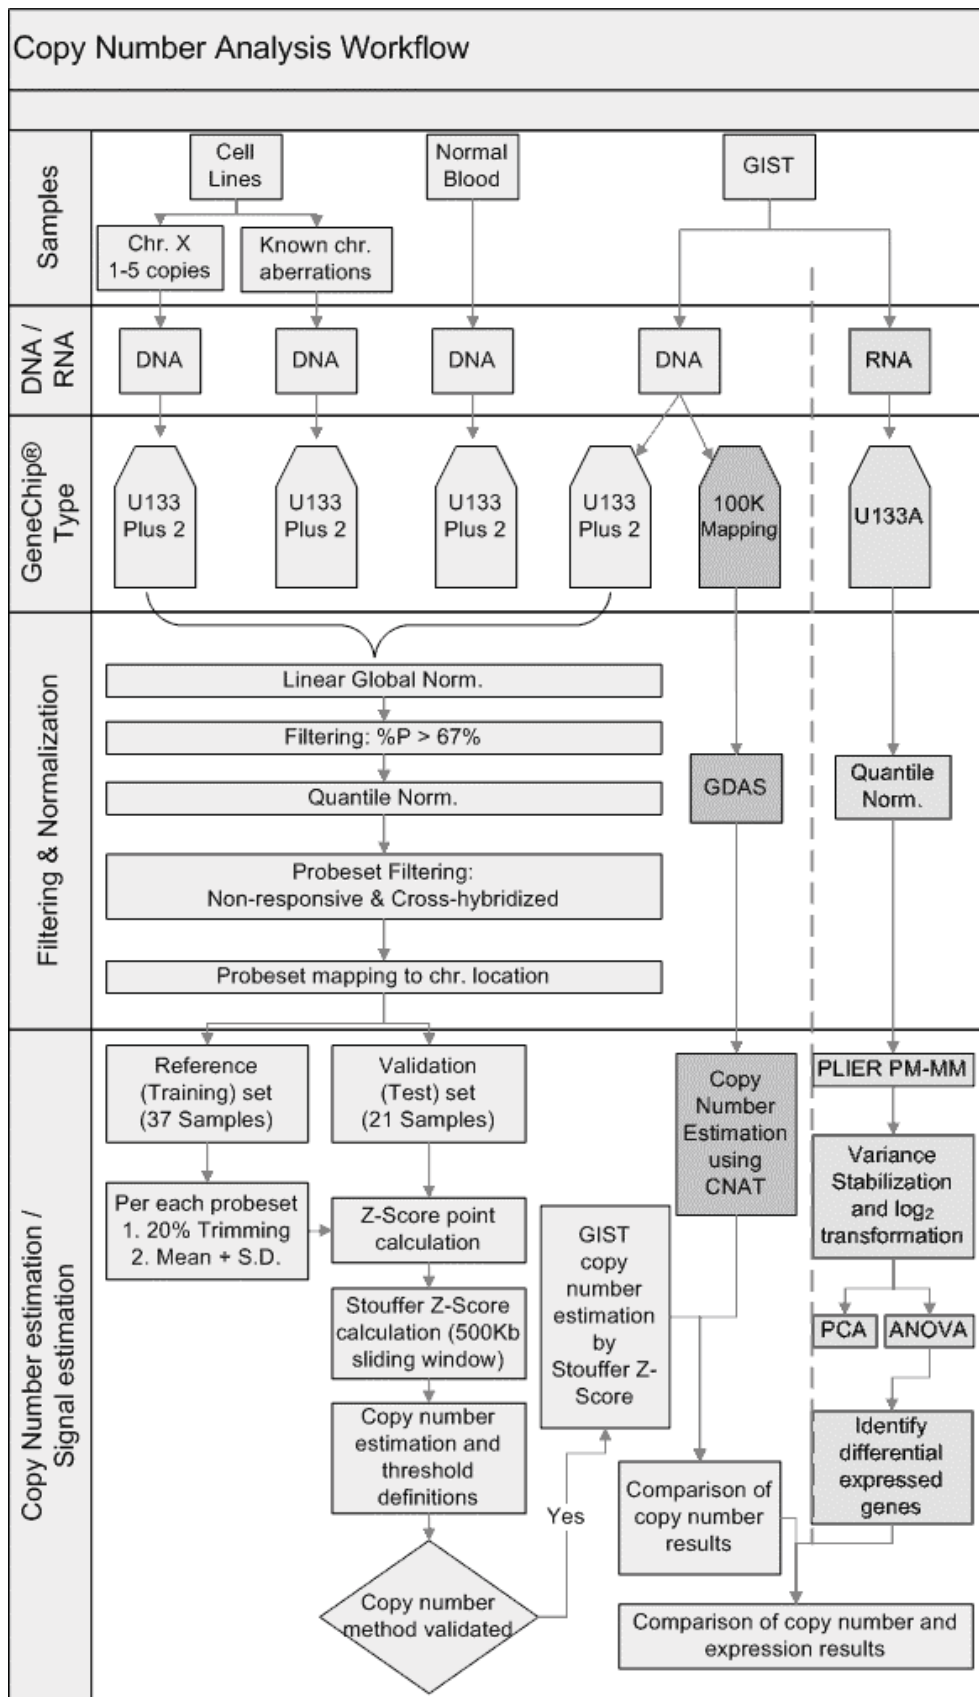 Copy Number Analysis Workflow
Samples
Cell
Lines
Normal
Blood
GIST
Chr. X
1-5 copies
Known chr.
aberrations
DNA /
RNA
DNA
DNA
DNA
DNA
RNA
GeneChip®
Type
U133
Plus 2
U133
Plus 2
U133
Plus 2
U133
Plus 2
100K
Mapping
U133A
Filtering & Normalization
Linear Global Norm.
Filtering: %P > 67%
Quantile Norm.
Probeset Filtering:
Non-responsive & Cross-hybridized
Probeset mapping to chr. location
GDAS
Quantile
Norm.
Copy Number estimation /
Signal estimation
Reference
(Training) set
(37 Samples)
Validation
(Test) set
(21 Samples)
Per each probeset
1. 20% Trimming
2. Mean + S.D.
Z-Score point
calculation
Stouffer Z-Score
calculation (500Kb
sliding window)
Copy number
estimation and
threshold
definitions
Copy number
method validated
Yes
GIST
copy
number
estimation
by
Stouffer Z-
Score
Copy
Number
Estimation
using
CNAT
PLIER PM-MM
Variance
Stabilization
and log₂
transformation
PCA
ANOVA
Identify
differential
expressed
genes
Comparison of
copy number
results
Comparison of copy number and
expression results